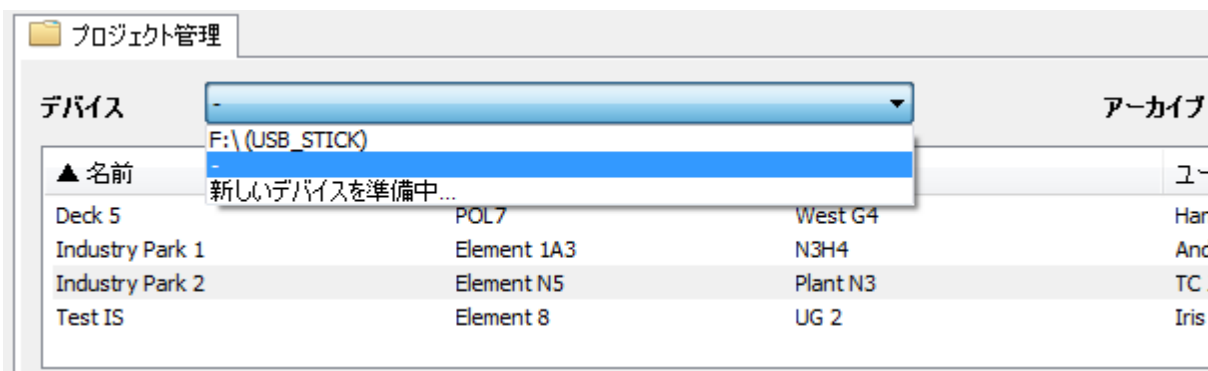 プロジェクト管理
デバイス - アーカイブ
F:\ (USB_STICK)
-
新しいデバイスを準備中...
▲ 名前
Deck 5 POL7 West G4
Industry Park 1 Element 1A3 N3H4
Industry Park 2 Element N5 Plant N3 TC
Test IS Element 8 UG 2 Iris